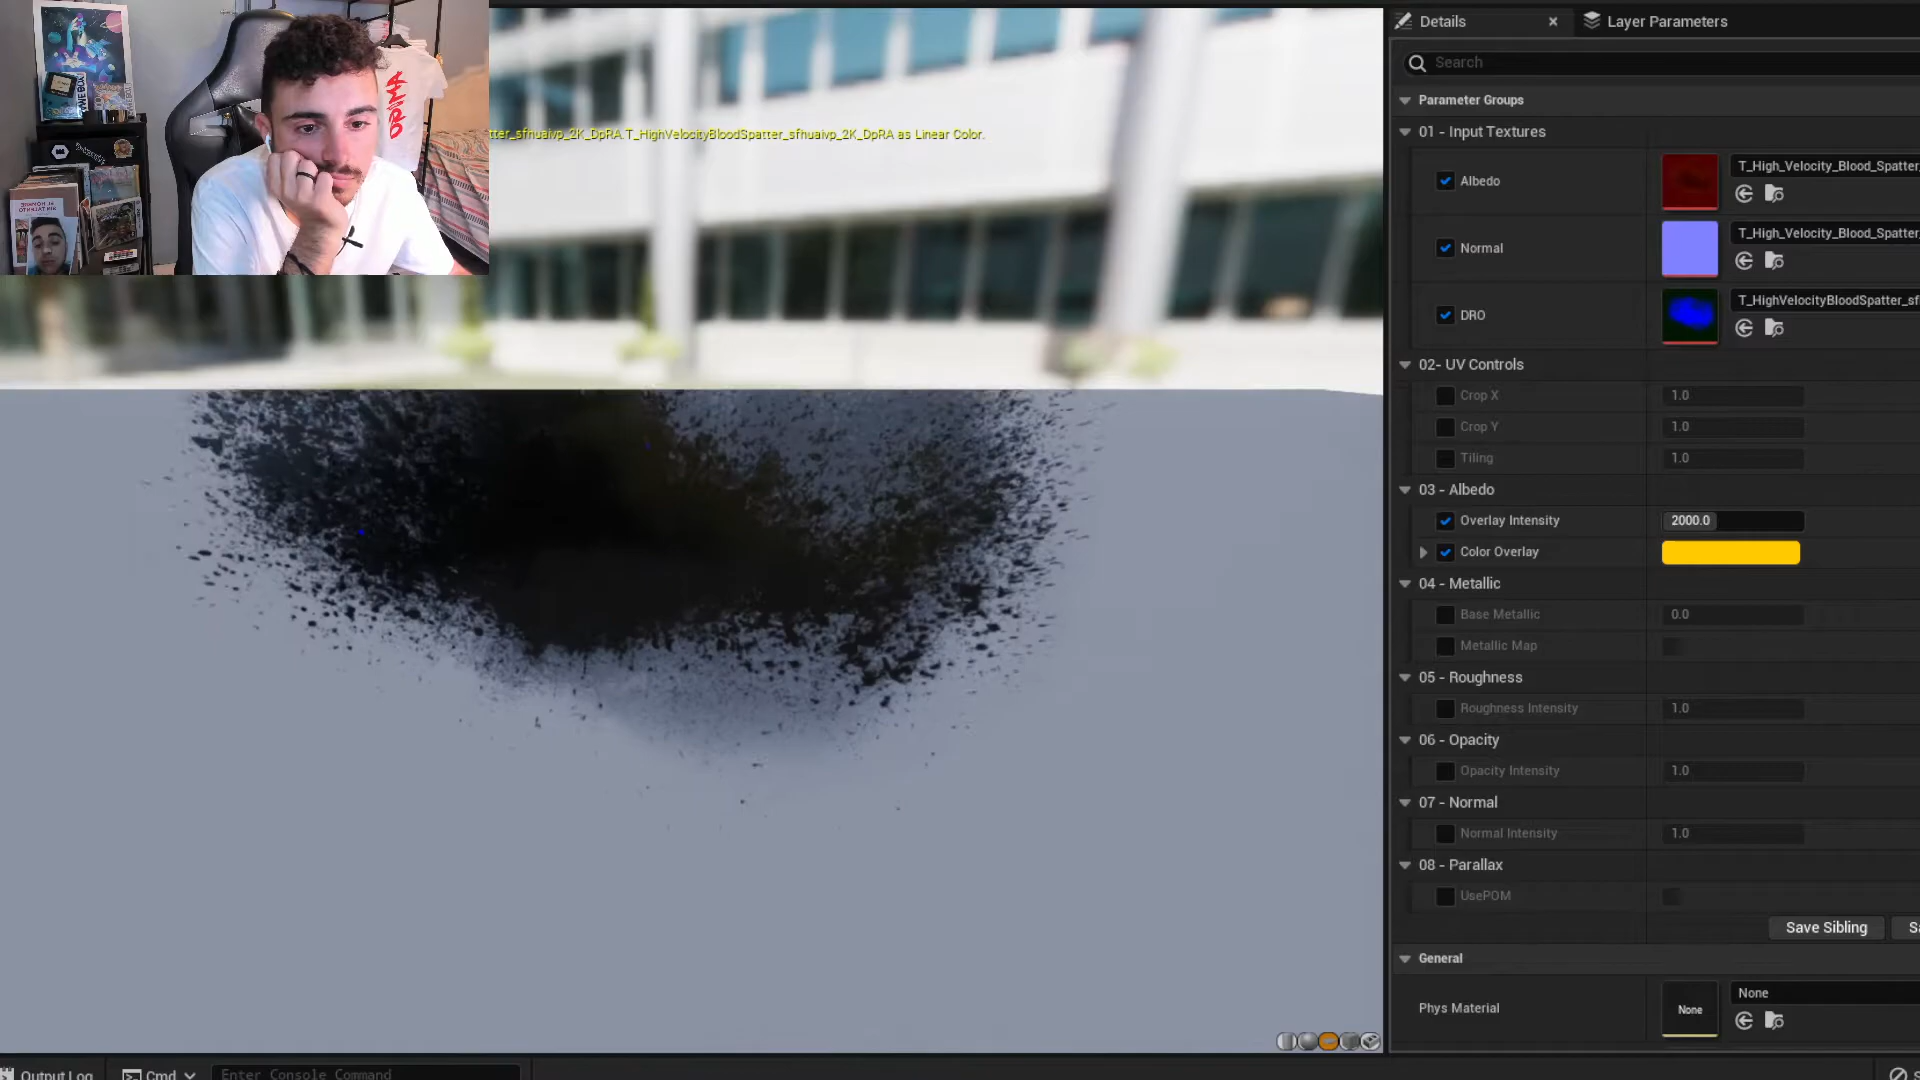 Details
Layer Parameters
Search
Parameter Groups
tter_sfhuaivp_2K_DpRA.T_HighVelocityBloodSpatter_sfhuaivp_2K_DpRA as Linear Color.
01 - Input Textures
Albedo
T_High_Velocity_Blood_Spatter_
Normal
T_High_Velocity_Blood_Spatter_
DRO
T_HighVelocityBloodSpatter_sf
02- UV Controls
Crop X 1.0
Crop Y 1.0
Tiling 1.0
03 - Albedo
Overlay Intensity 2000.0
Color Overlay
04 - Metallic
Base Metallic 0.0
Metallic Map
05 - Roughness
Roughness Intensity 1.0
06 - Opacity
Opacity Intensity 1.0
07 - Normal
Normal Intensity 1.0
08 - Parallax
UsePOM
Save Sibling Sa
General
Phys Material
None
None
Output Log
Cmd
Enter Console Command